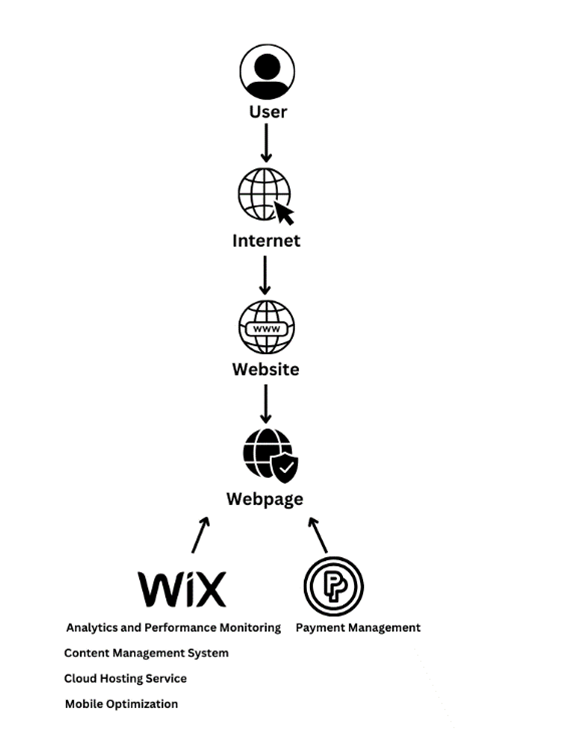 User
Internet
www
Website
Webpage
WiX
Analytics and Performance Monitoring
Payment Management
Content Management System
Cloud Hosting Service
Mobile Optimization